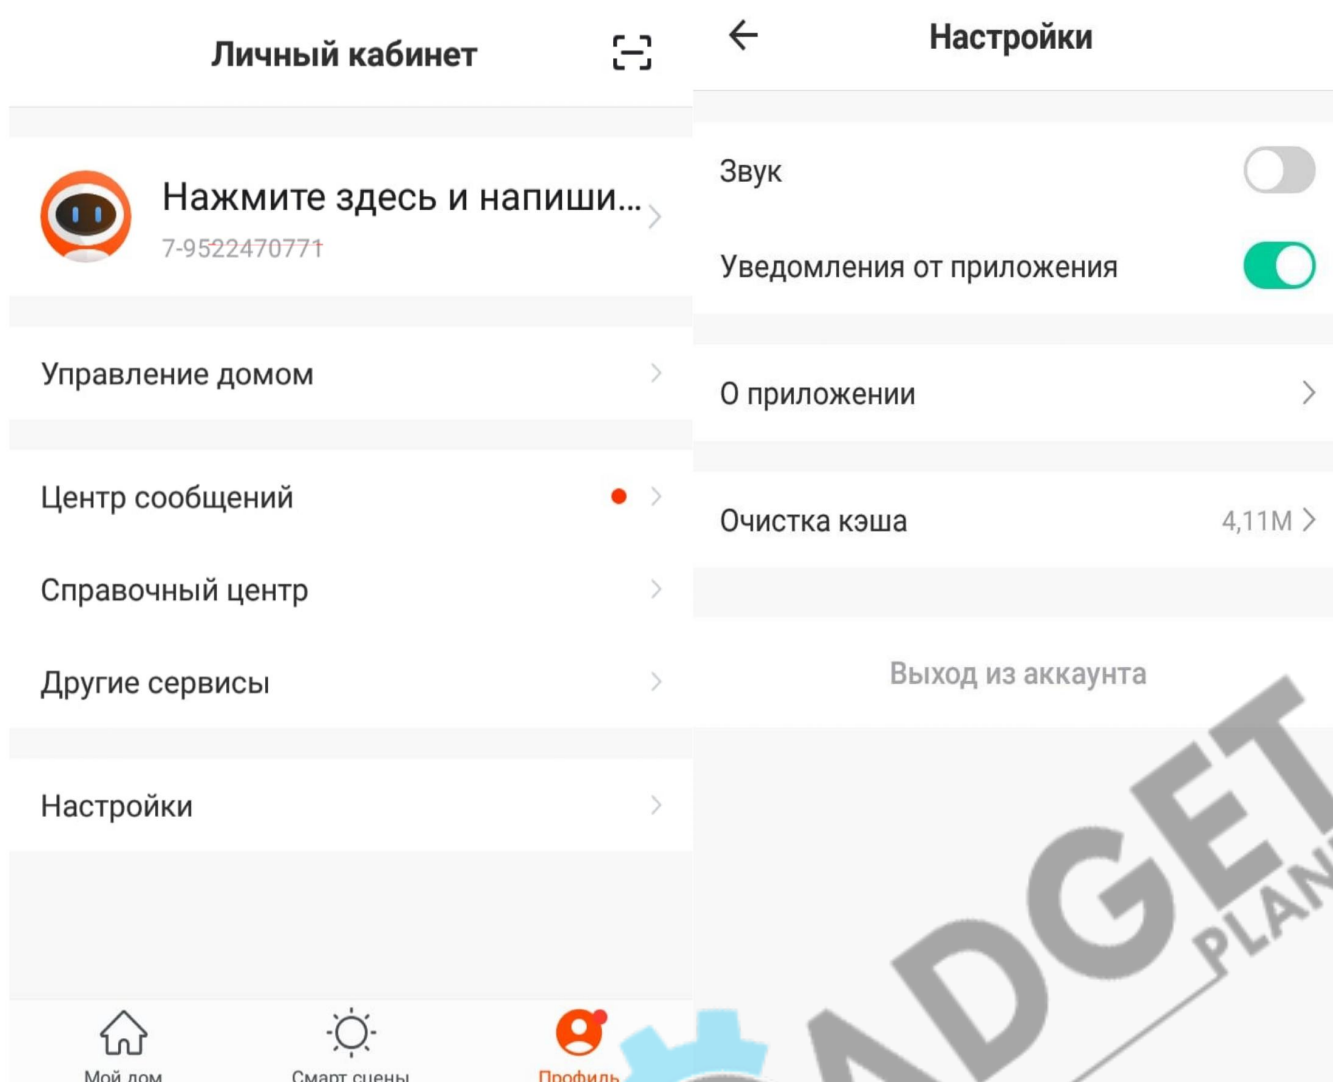 Личный кабинет
Нажмите здесь и напиши...
7-9522470771
Управление домом
Центр сообщений
Справочный центр
Другие сервисы
Настройки
Мой дом
Смарт сцены
Профиль
Настройки
Звук
Уведомления от приложения
О приложении
Очистка кэша 4,11M
Выход из аккаунта
ADGET
PLAN